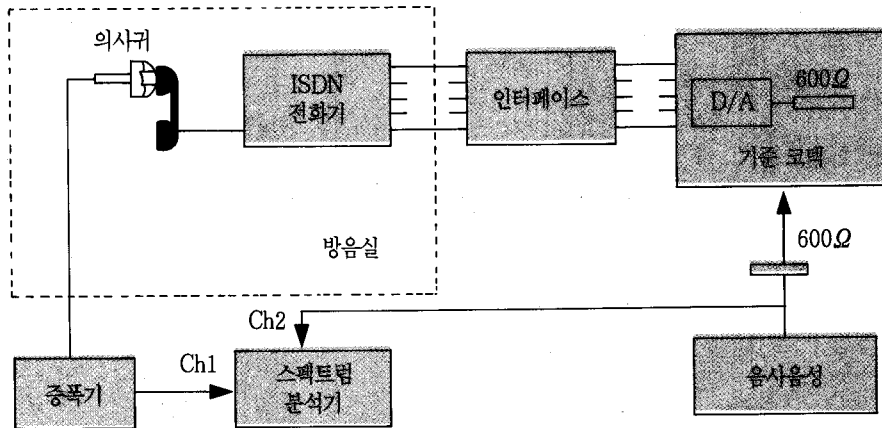 의사귀
ISDN
전화기
인터페이스
600Ω
D/A
기준 코덱
방음실
600Ω
Ch2
Ch1
증폭기
스펙트럼
분석기
음사음성